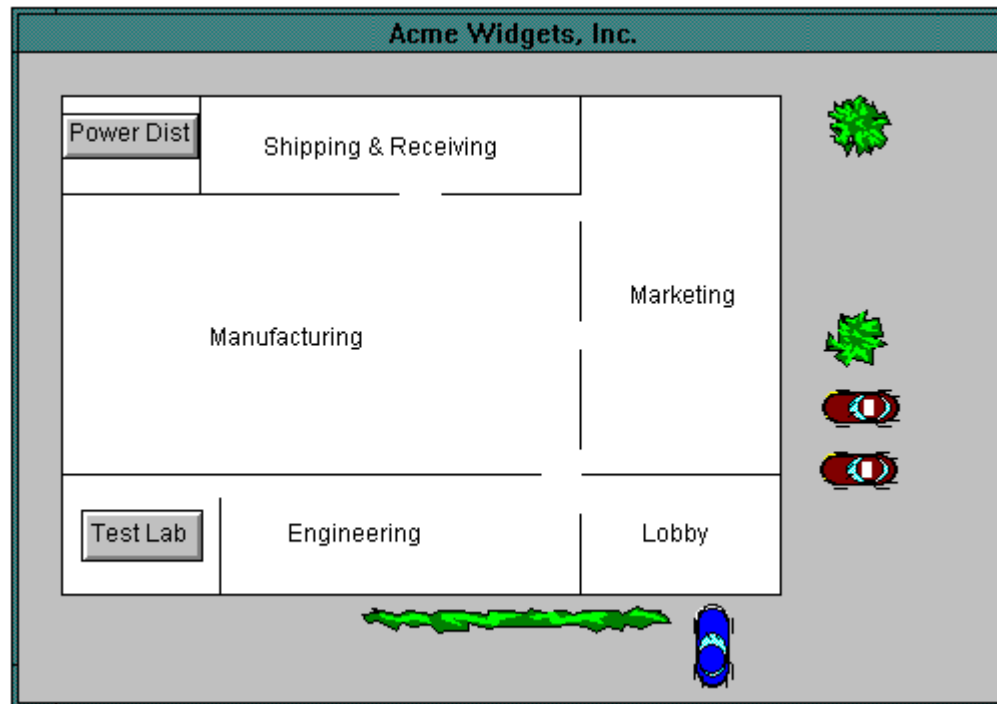 Acme Widgets, Inc.
Power Dist
Shipping & Receiving
Marketing
Manufacturing
Test Lab
Engineering
Lobby